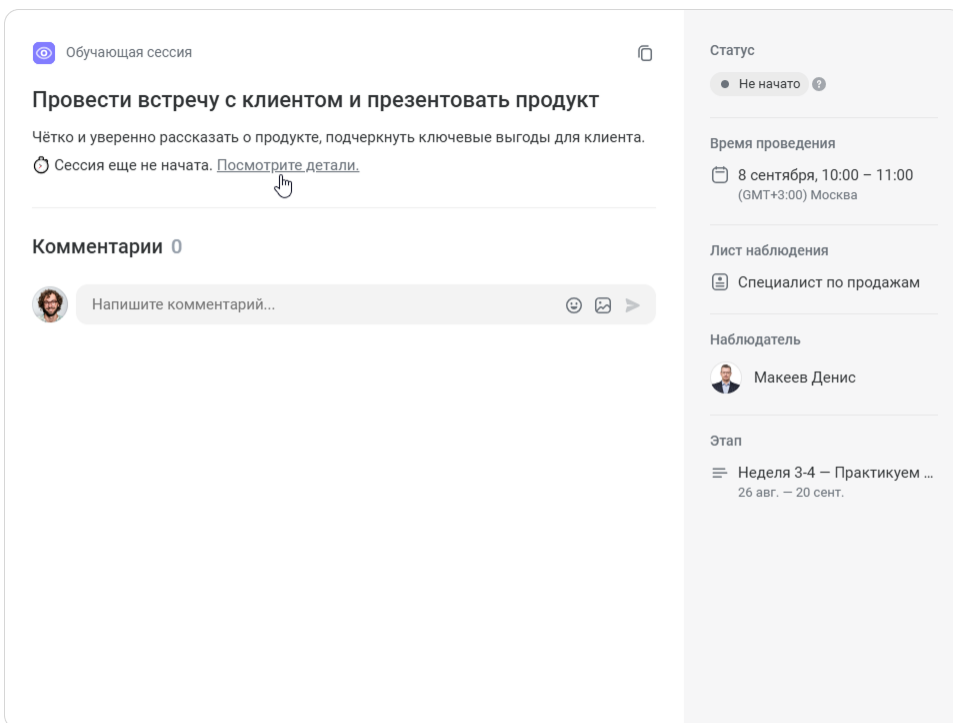 Обучающая сессия
Провести встречу с клиентом и презентовать продукт
Чётко и уверенно рассказать о продукте, подчеркнуть ключевые выгоды для клиента.
Сессия еще не начата. Посмотрите детали.
Комментарии 0
Напишите комментарий...
Статус
Не начато ?
Время проведения
8 сентября, 10:00 – 11:00
(GMT+3:00) Москва
Лист наблюдения
Специалист по продажам
Наблюдатель
Макеев Денис
Этап
Неделя 3-4 — Практикуем ...
26 авг. — 20 сент.